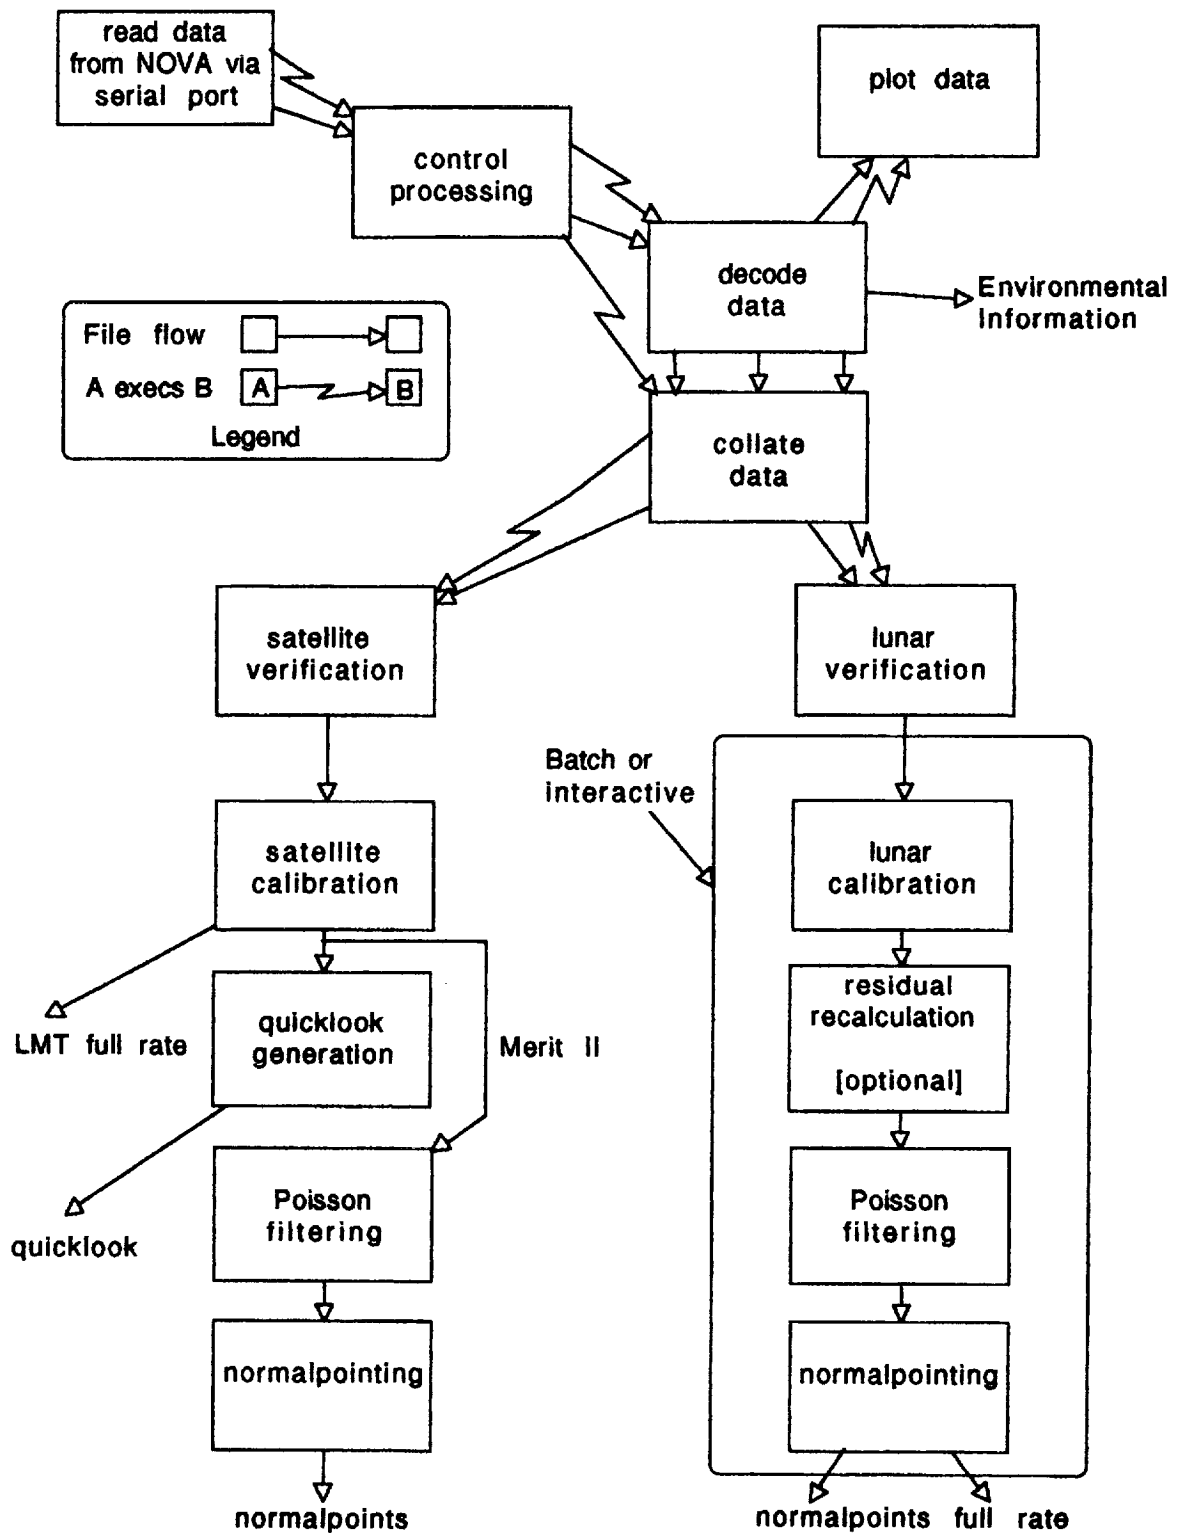 read data
from NOVA via
serial port
plot data
control
processing
decode
data
Environmental
Information
File flow
A execs B
A
B
Legend
collate
data
satellite
verification
lunar
verification
Batch or
interactive
satellite
calibration
lunar
calibration
LMT full rate
quicklook
generation
Merit II
residual
recalculation
[optional]
quicklook
Poisson
filtering
Poisson
filtering
normalpointing
normalpointing
normalpoints
normalpoints full rate